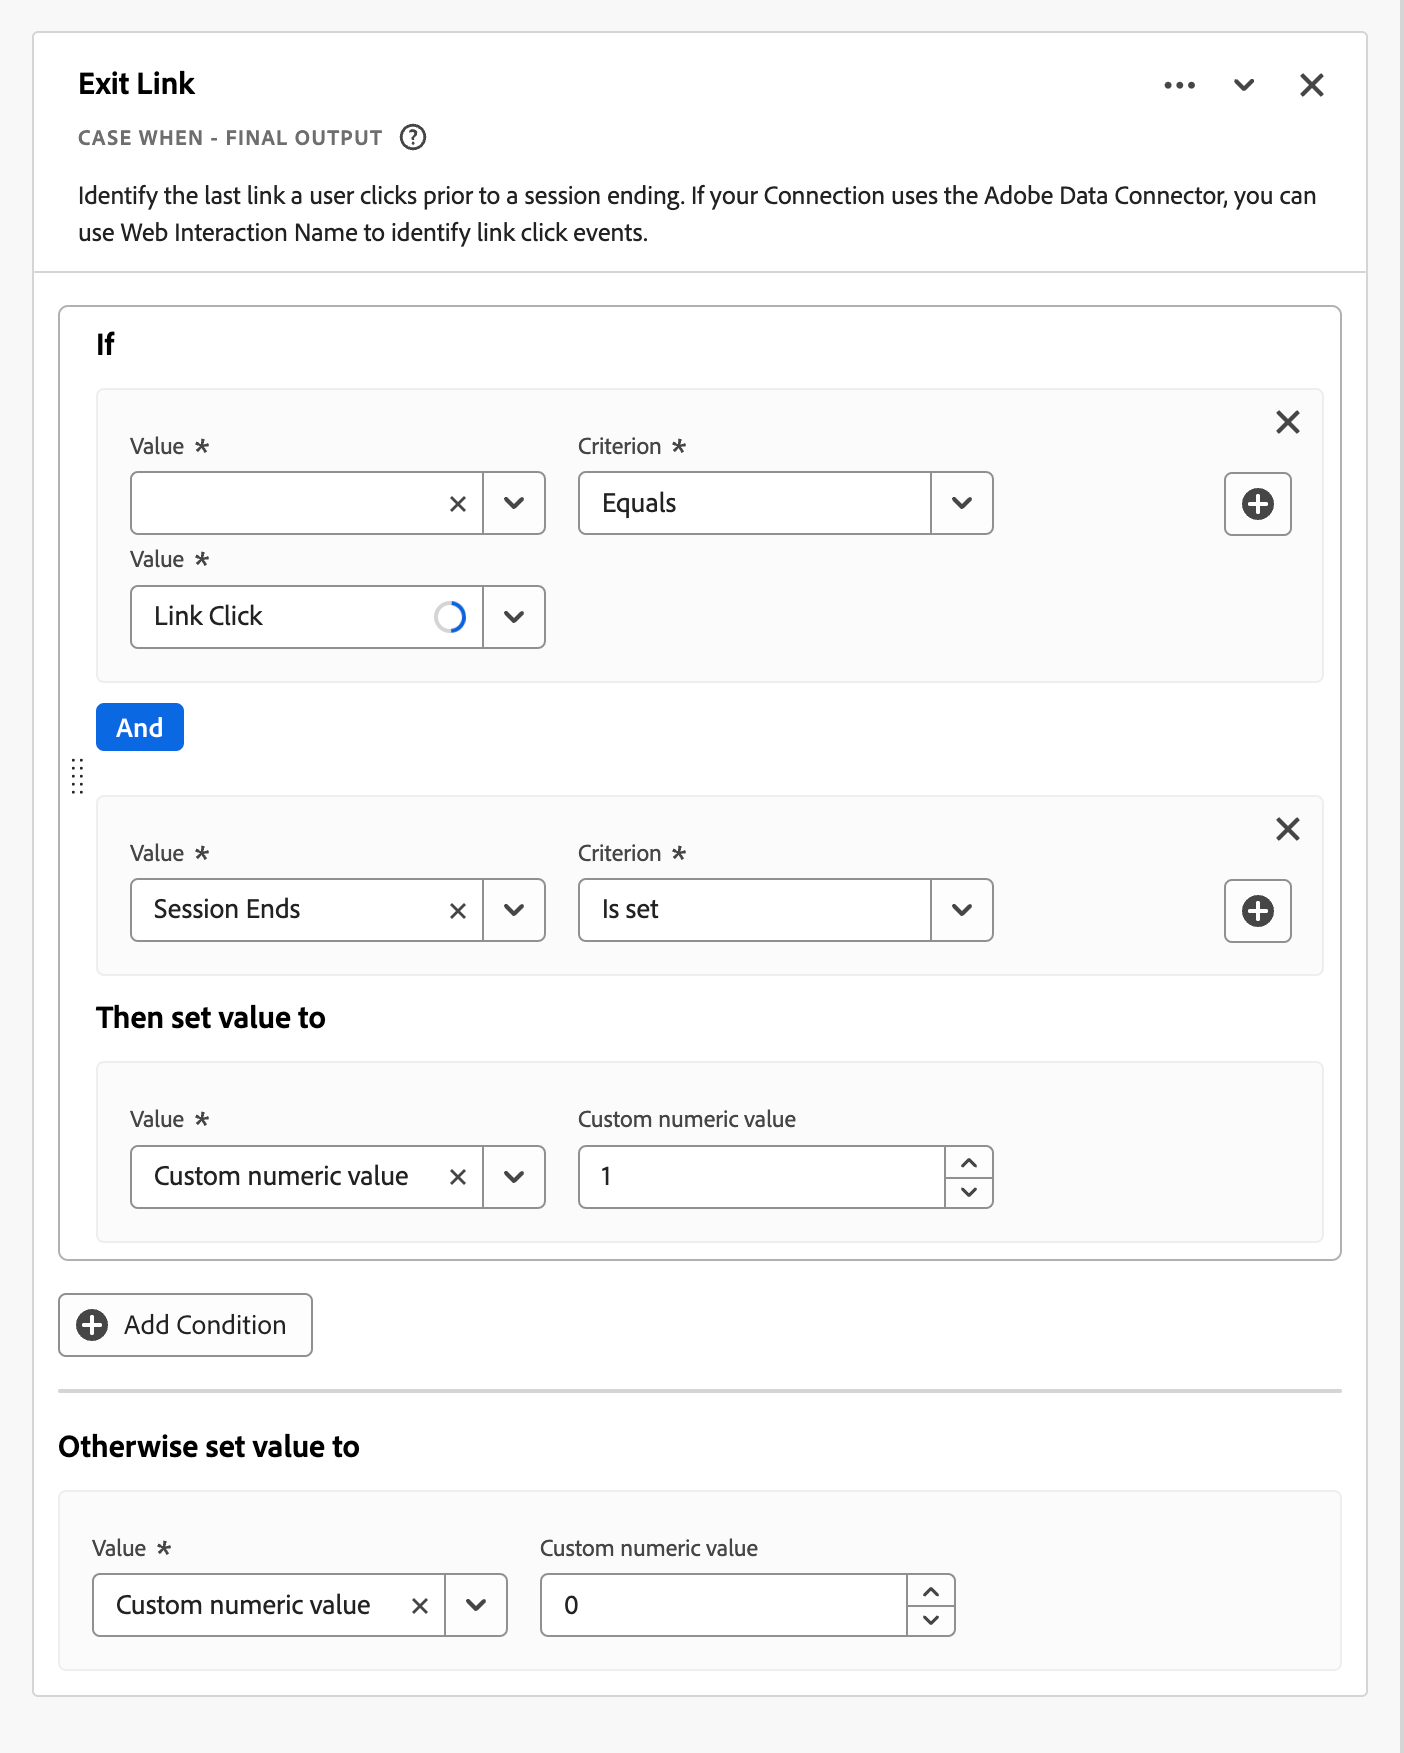 Exit Link
CASE WHEN - FINAL OUTPUT
Identify the last link a user clicks prior to a session ending. If your Connection uses the Adobe Data Connector, you can
use Web Interaction Name to identify link click events.
If
Value * Criterion *
Equals
Value *
Link Click
And
Value * Criterion *
Session Ends Is set
Then set value to
Value * Custom numeric value
Custom numeric value 1
Add Condition
Otherwise set value to
Value * Custom numeric value
Custom numeric value 0